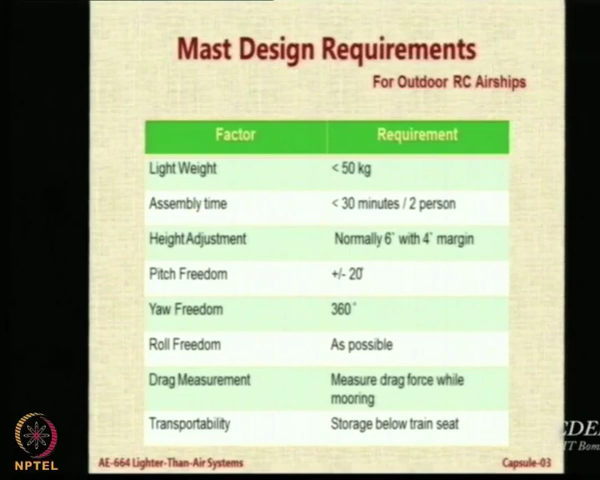 Mast Design Requirements
For Outdoor RC Airships
Factor Requirement
Light Weight < 50 kg
Assembly time < 30 minutes / 2 person
Height Adjustment Normally 6' with 4' margin
Pitch Freedom +/- 20°
Yaw Freedom 360°
Roll Freedom As possible
Drag Measurement Measure drag force while
mooring
Transportability Storage below train seat
NPTEL
AE-664 Lighter-Than-Air Systems Capsule-03